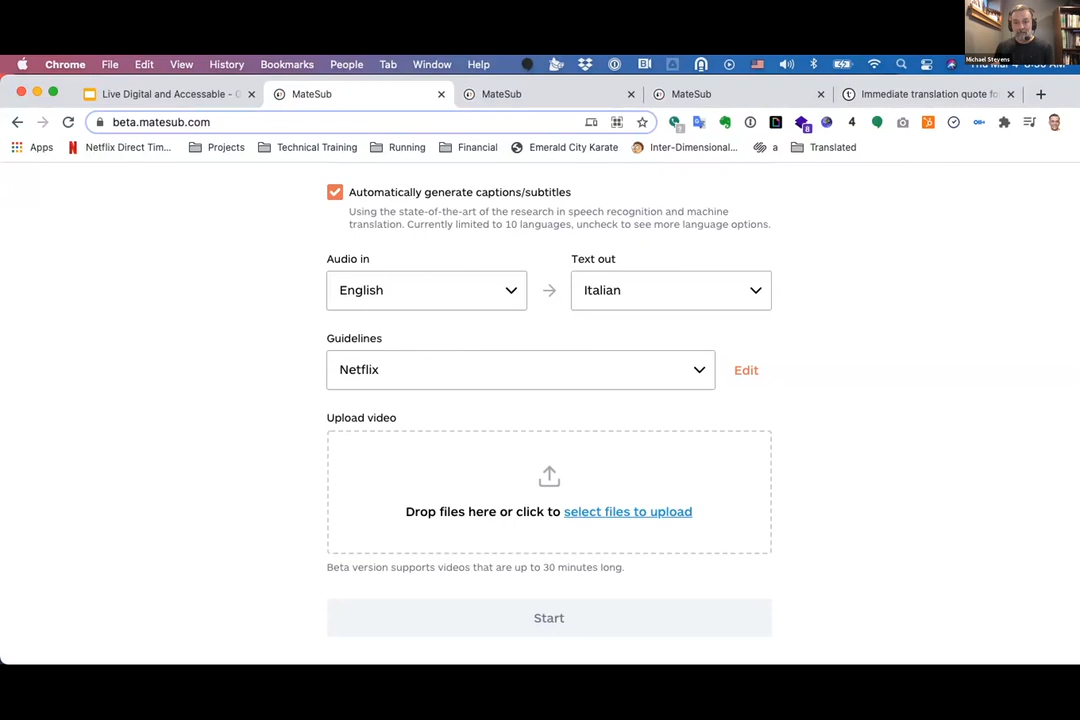 Chrome File Edit View History Bookmarks People Tab Window Help
Michael Stevens
Live Digital and Accessable -
MateSub
MateSub
MateSub
Immediate translation quote fo
beta.matesub.com
Apps Netflix Direct Tim... Projects Technical Training Running Financial Emerald City Karate Inter-Dimensional... a Translated
Automatically generate captions/subtitles
Using the state-of-the-art of the research in speech recognition and machine
translation. Currently limited to 10 languages, uncheck to see more language options.
Audio in Text out
English Italian
Guidelines
Netflix Edit
Upload video
Drop files here or click to select files to upload
Beta version supports videos that are up to 30 minutes long.
Start